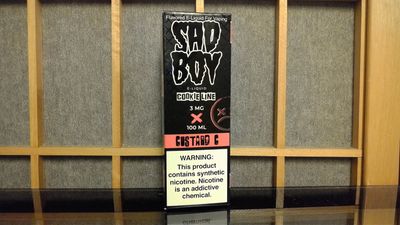 Flavored E-Liquid For Vaping
SAD
BOY
E-LIQUID
COOKIE LINE
3 MG
X
100 ML
CUSTARD C
WARNING:
This product
contains synthetic
nicotine. Nicotine
is an addictive
chemical.